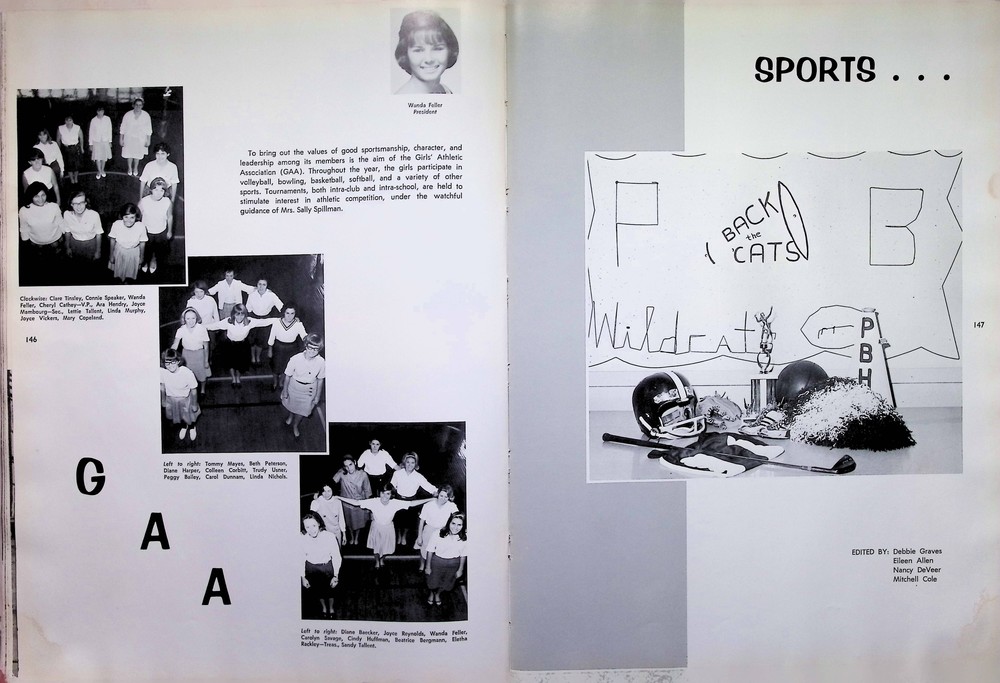 Wanda Feller
President
To bring out the values of good sportsmanship, character, and
leadership among its members is the aim of the Girls' Athletic
Association (GAA). Throughout the year, the girls participate in
volleyball, bowling, basketball, softball, and a variety of other
sports. Tournaments, both intra-club and intra-school, are held to
stimulate interest in athletic competition, under the watchful
guidance of Mrs. Sally Spillman.
Clockwise: Clare Tinsley, Connie Speaker, Wanda
Feller, Cheryl Cathey—V.P., Ara Hendry, Joyce
Mambourg—Sec., Lettie Tallent, Linda Murphy,
Joyce Vickers, Mary Copeland.
146
Left to right: Tommy Mayes, Beth Peterson,
Diane Harper, Colleen Corbitt, Trudy Usner,
Peggy Bailey, Carol Dunnam, Linda Nichols.
G
A
A
Left to right: Diane Baecker, Joyce Reynolds, Wanda Feller,
Carolyn Savage, Cindy Huffman, Beatrice Bergmann, Eletha
Rackley—Treas., Sandy Tallent.
SPORTS . . .
P
B
BACK
the
'CATS
Wildcats
PBH
147
EDITED BY: Debbie Graves
Eileen Allen
Nancy DeVeer
Mitchell Cole